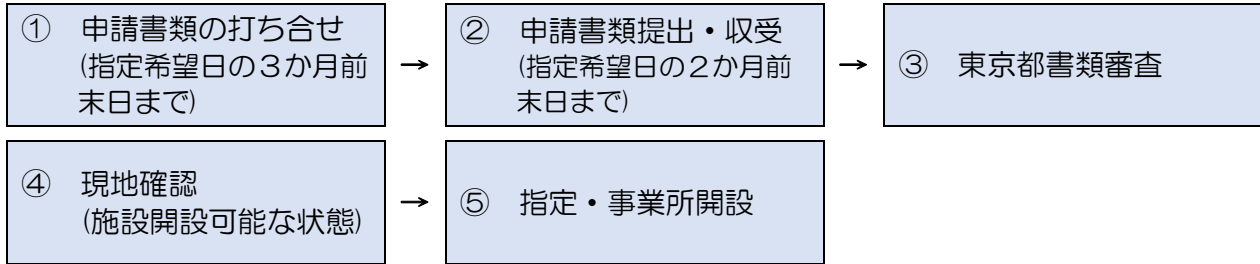 ① 申請書類の打ち合せ
(指定希望日の３か月前
末日まで)
→
② 申請書類提出・収受
(指定希望日の２か月前
末日まで)
→
③ 東京都書類審査
④ 現地確認
(施設開設可能な状態)
→
⑤ 指定・事業所開設